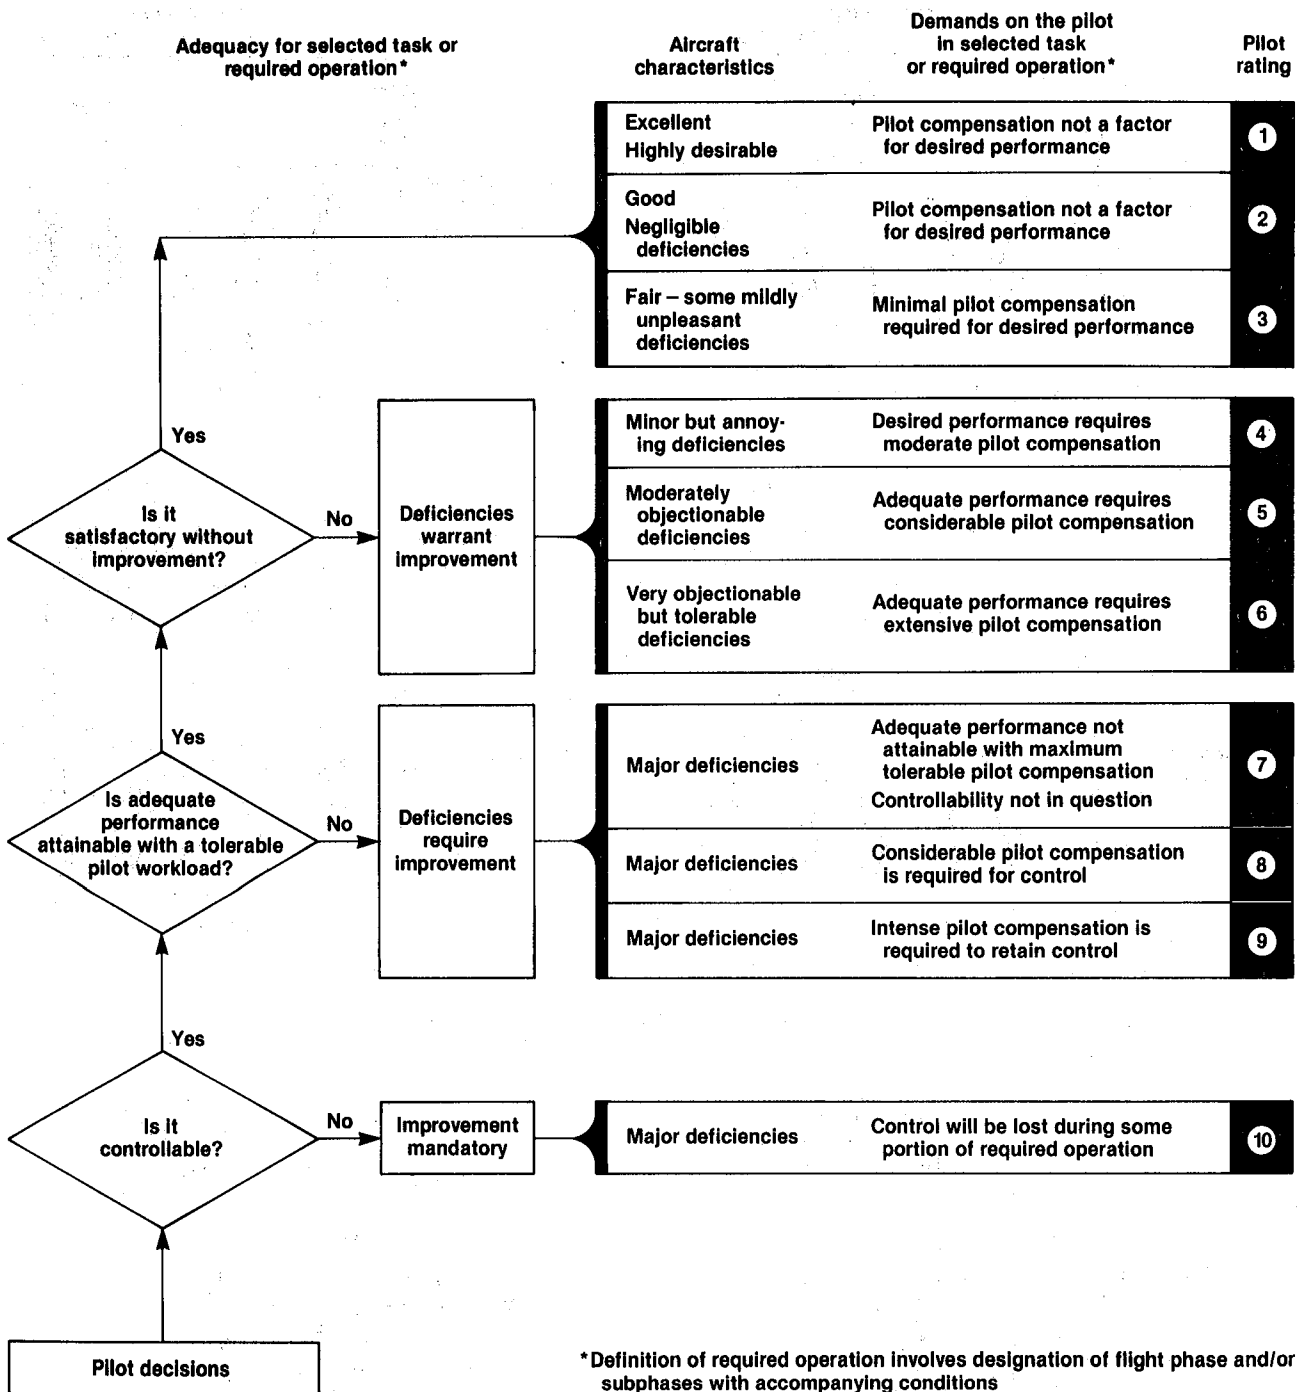 Adequacy for selected task or
required operation*
Aircraft
characteristics
Demands on the pilot
in selected task
or required operation*
Pilot
rating
Excellent
Highly desirable
Pilot compensation not a factor
for desired performance
1
Good
Negligible
deficiencies
Pilot compensation not a factor
for desired performance
2
Fair – some mildly
unpleasant
deficiencies
Minimal pilot compensation
required for desired performance
3
Yes
Is it
satisfactory without
improvement?
No
Deficiencies
warrant
improvement
Minor but annoy-
ing deficiencies
Desired performance requires
moderate pilot compensation
4
Moderately
objectionable
deficiencies
Adequate performance requires
considerable pilot compensation
5
Very objectionable
but tolerable
deficiencies
Adequate performance requires
extensive pilot compensation
6
Yes
Is adequate
performance
attainable with a tolerable
pilot workload?
No
Deficiencies
require
improvement
Major deficiencies
Adequate performance not
attainable with maximum
tolerable pilot compensation
Controllability not in question
7
Major deficiencies
Considerable pilot compensation
is required for control
8
Major deficiencies
Intense pilot compensation is
required to retain control
9
Yes
Is it
controllable?
No
Improvement
mandatory
Major deficiencies
Control will be lost during some
portion of required operation
10
Pilot decisions
*Definition of required operation involves designation of flight phase and/or
subphases with accompanying conditions